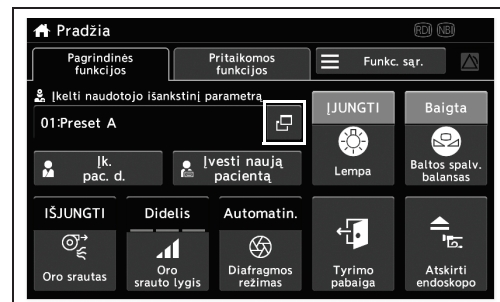 Pradžia
RDI NBI
Pagrindinės
funkcijos
Pritaikomos
funkcijos
Funkc. sąr.
Įkelti naudotojo išankstinį parametrą
01:Preset A
Įk.
pac. d.
Įvesti naują
pacientą
ĮJUNGTI
Lempa
Baigta
Baltos spalv.
balansas
IŠJUNGTI
Oro srautas
Didelis
Oro
srauto lygis
Automatin.
Diafragmos
režimas
Tyrimo
pabaiga
Atskirti
endoskopo